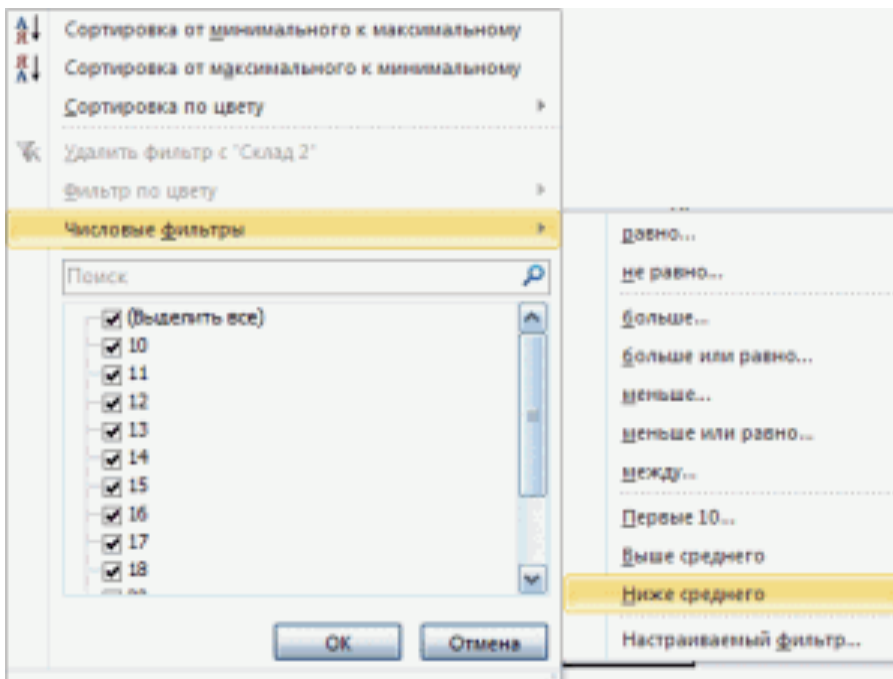 Сортировка от минимального к максимальному
Сортировка от максимального к минимальному
Сортировка по цвету
Удалить фильтр с "Склад 2"
Фильтр по цвету
Числовые фильтры
Поиск
(Выделить все)
10
11
12
13
14
15
16
17
18
ОК
Отмена
равно...
не равно...
больше...
больше или равно...
меньше...
меньше или равно...
между...
Первые 10...
Выше среднего
Ниже среднего
Настраиваемый фильтр...